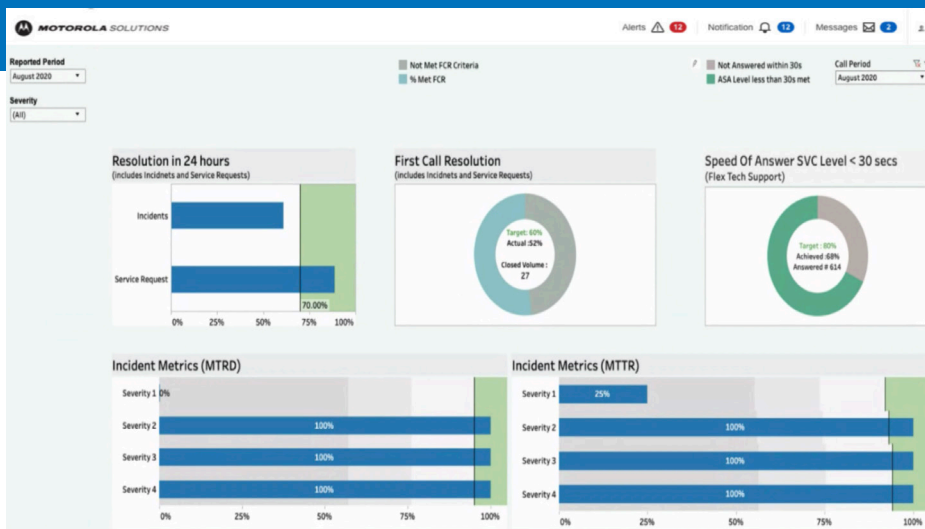 MOTOROLA SOLUTIONS
Alerts 12 Notification 12 Messages 2
Reported Period
August 2020
Severity
(All)
Not Met FCR Criteria
% Met FCR
Not Answered within 30s
ASA Level less than 30s met
Call Period
August 2020
Resolution in 24 hours
(includes Incidnets and Service Requests)
Incidents
Service Request
70.00%
0% 25% 50% 75% 100%
First Call Resolution
(includes Incidnets and Service Requests)
Target: 60%
Actual :52%
Closed Volume :
27
Speed Of Answer SVC Level < 30 secs
(Flex Tech Support)
Target : 80%
Achieved :68%
Answered # 614
Incident Metrics (MTRD)
Severity 1 0%
Severity 2 100%
Severity 3 100%
Severity 4 100%
0% 25% 50% 75% 100%
Incident Metrics (MTTR)
Severity 1 25%
Severity 2 100%
Severity 3 100%
Severity 4 100%
0% 25% 50% 75% 100%